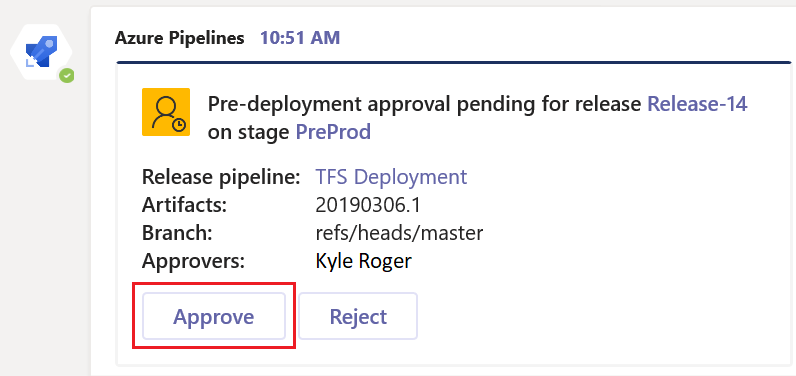 Azure Pipelines 10:51 AM
Pre-deployment approval pending for release Release-14
on stage PreProd
Release pipeline: TFS Deployment
Artifacts: 20190306.1
Branch: refs/heads/master
Approvers: Kyle Roger
Approve Reject